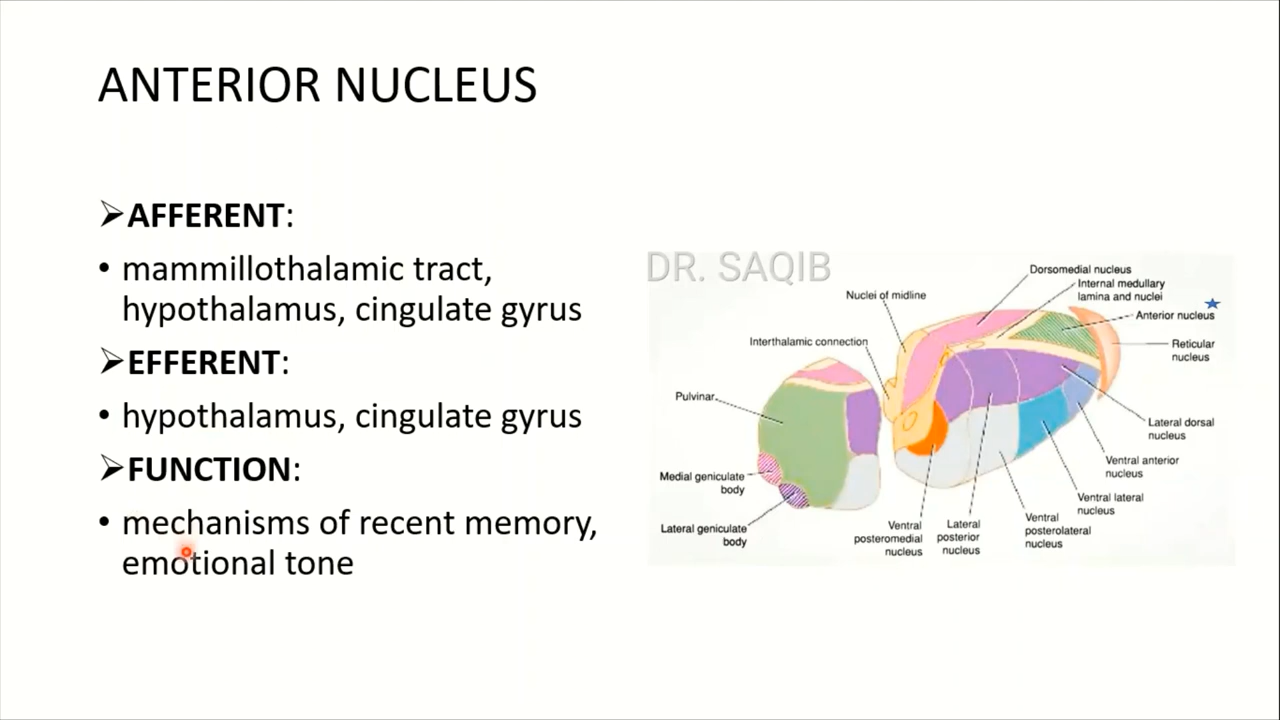 ANTERIOR NUCLEUS
➢AFFERENT:
• mammillothalamic tract,
hypothalamus, cingulate gyrus
➢EFFERENT:
• hypothalamus, cingulate gyrus
➢FUNCTION:
• mechanisms of recent memory,
emotional tone
DR. SAQIB
Dorsomedial nucleus
Internal medullary
lamina and nuclei
Nuclei of midline
Anterior nucleus
Interthalamic connection
Reticular
nucleus
Pulvinar
Lateral dorsal
nucleus
Ventral anterior
nucleus
Medial geniculate
body
Ventral lateral
nucleus
Lateral geniculate
body
Ventral
posteromedial
nucleus
Lateral
posterior
nucleus
Ventral
posterolateral
nucleus